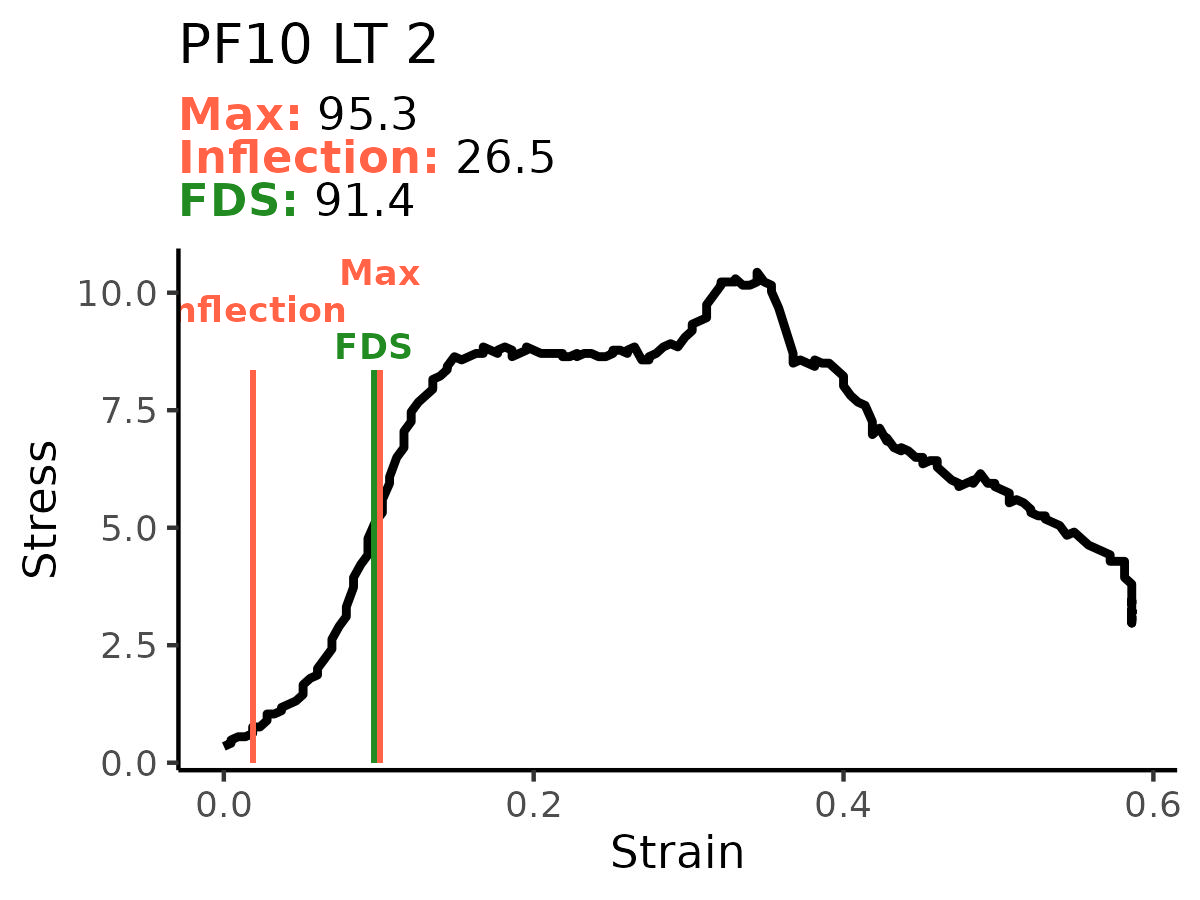 PF10 LT 2
Max: 95.3
Inflection: 26.5
FDS: 91.4
Max
nflection
FDS
10.0
7.5
5.0
2.5
0.0
Stress
0.0 0.2 0.4 0.6
Strain